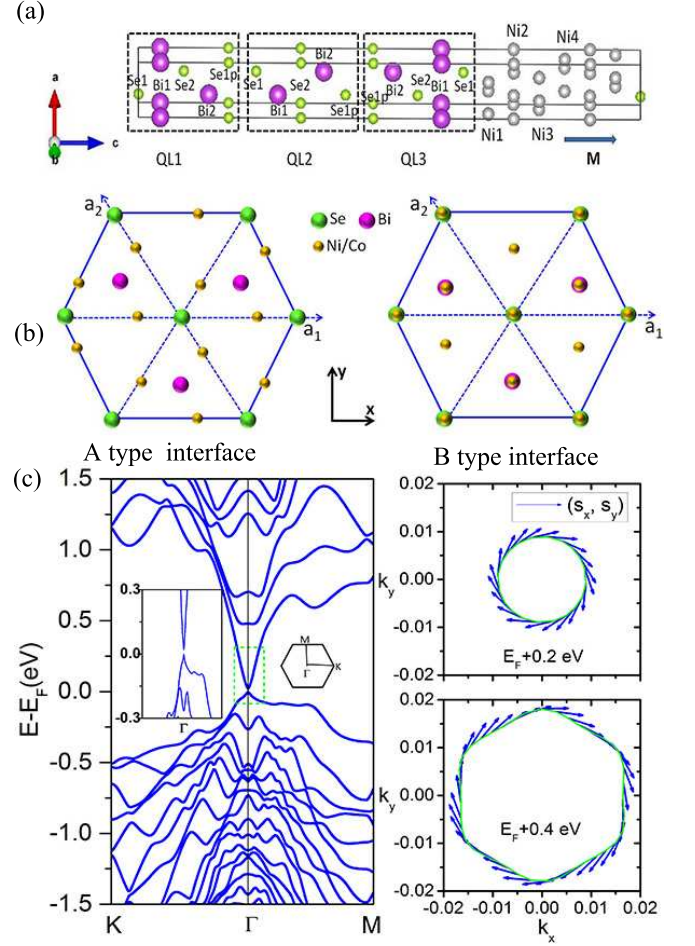 (a)
Ni2 Ni4
Bi2
Se1p
Se1 Bi1 Se2 Se2 Bi2 Se2 Bi1 Se1
Bi2 Bi1 Se1p Se1p
Ni1 Ni3
a
b
c
QL1 QL2 QL3 M
a2 Se Bi a2
Ni/Co
(b)
a1 a1
y
x
A type interface B type interface
(c)
1.5
1.0
0.5
0.0
-0.5
-1.0
-1.5
E-EF(eV)
K Γ M
0.3
0.0
-0.3
Γ
M
Γ
K
0.02
0.01
0.00
-0.01
-0.02
ky
(sx, sy)
EF+0.2 eV
0.02
0.01
0.00
-0.01
-0.02
ky
EF+0.4 eV
-0.02 -0.01 0.00 0.01 0.02
kx